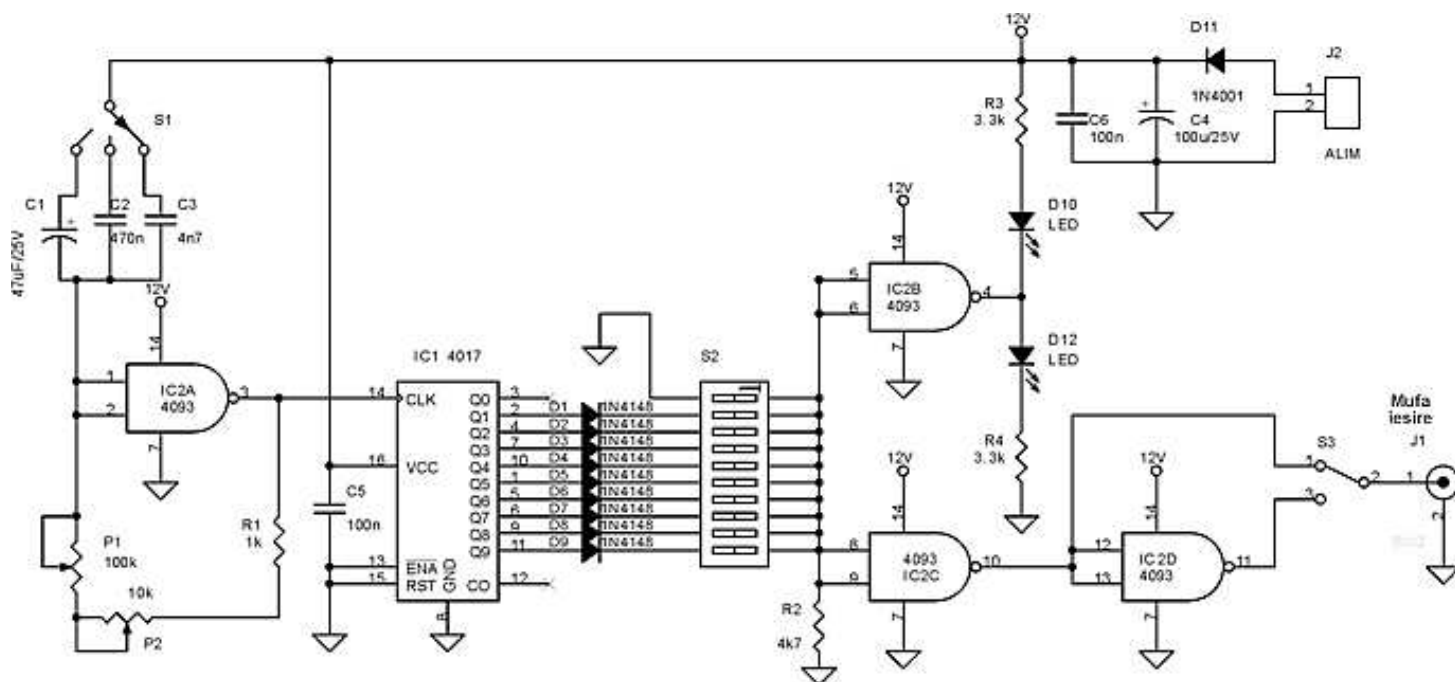 12V
D11
J2
1
2
1N4001
ALIM
S1
R3
3.3k
C6
100n
+
C4
100u/25V
C1
+
47uF/25V
C2
470n
C3
4n7
12V
14
D10
LED
5
6
IC2B
4093
4
7
12V
14
1
2
IC2A
4093
3
7
IC1 4017
S2
D12
LED
14
CLK
Q0
3
Q1
2
D1
1N4148
Q2
4
D2
1N4148
Q3
7
D3
1N4148
16
VCC
Q4
10
D4
1N4148
Q5
1
D5
1N4148
Q6
5
D6
1N4148
Q7
6
D7
1N4148
Q8
9
D8
1N4148
Q9
11
D9
1N4148
13
ENA
15
RST
GND
CO
12
8
C5
100n
R1
1k
P1
100k
10k
P2
R4
3.3k
12V
14
8
9
4093
IC2C
10
7
R2
4k7
12V
14
12
13
IC2D
4093
11
7
S3
1
2
3
Mufa
iesire
J1
1
2